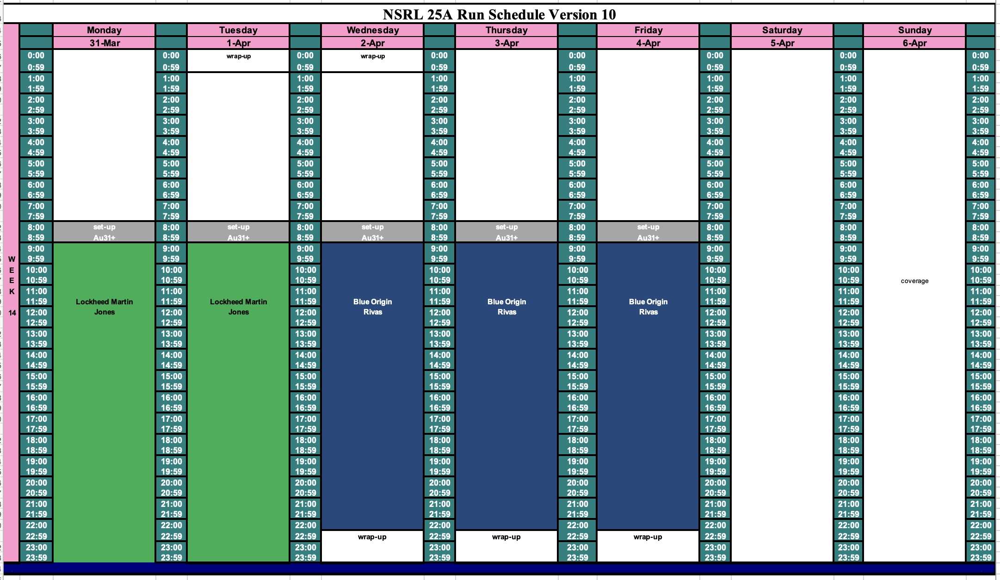 NSRL 25A Run Schedule Version 10
Monday Tuesday Wednesday Thursday Friday Saturday Sunday
31-Mar 1-Apr 2-Apr 3-Apr 4-Apr 5-Apr 6-Apr
0:00 0:00 wrap-up 0:00 wrap-up 0:00 0:00 0:00 0:00 0:00
0:59 0:59 0:59 0:59 0:59 0:59 0:59 0:59
1:00 1:00 1:00 1:00 1:00 1:00 1:00 1:00
1:59 1:59 1:59 1:59 1:59 1:59 1:59 1:59
2:00 2:00 2:00 2:00 2:00 2:00 2:00 2:00
2:59 2:59 2:59 2:59 2:59 2:59 2:59 2:59
3:00 3:00 3:00 3:00 3:00 3:00 3:00 3:00
3:59 3:59 3:59 3:59 3:59 3:59 3:59 3:59
4:00 4:00 4:00 4:00 4:00 4:00 4:00 4:00
4:59 4:59 4:59 4:59 4:59 4:59 4:59 4:59
5:00 5:00 5:00 5:00 5:00 5:00 5:00 5:00
5:59 5:59 5:59 5:59 5:59 5:59 5:59 5:59
6:00 6:00 6:00 6:00 6:00 6:00 6:00 6:00
6:59 6:59 6:59 6:59 6:59 6:59 6:59 6:59
7:00 7:00 7:00 7:00 7:00 7:00 7:00 7:00
7:59 7:59 7:59 7:59 7:59 7:59 7:59 7:59
8:00 set-up 8:00 set-up 8:00 set-up 8:00 set-up 8:00 set-up 8:00 8:00 8:00
8:59 Au31+ 8:59 Au31+ 8:59 Au31+ 8:59 Au31+ 8:59 Au31+ 8:59 8:59 8:59
9:00 9:00 9:00 9:00 9:00 9:00 9:00 9:00
W 9:59 9:59 9:59 9:59 9:59 9:59 9:59 9:59
E 10:00 10:00 10:00 10:00 10:00 10:00 10:00 10:00
E 10:59 10:59 10:59 10:59 10:59 10:59 10:59 coverage 10:59
K 11:00 11:00 11:00 11:00 11:00 11:00 11:00 11:00
11:59 Lockheed Martin 11:59 Lockheed Martin 11:59 Blue Origin 11:59 Blue Origin 11:59 Blue Origin 11:59 11:59 11:59
14 12:00 Jones 12:00 Jones 12:00 Rivas 12:00 Rivas 12:00 Rivas 12:00 12:00 12:00
12:59 12:59 12:59 12:59 12:59 12:59 12:59 12:59
13:00 13:00 13:00 13:00 13:00 13:00 13:00 13:00
13:59 13:59 13:59 13:59 13:59 13:59 13:59 13:59
14:00 14:00 14:00 14:00 14:00 14:00 14:00 14:00
14:59 14:59 14:59 14:59 14:59 14:59 14:59 14:59
15:00 15:00 15:00 15:00 15:00 15:00 15:00 15:00
15:59 15:59 15:59 15:59 15:59 15:59 15:59 15:59
16:00 16:00 16:00 16:00 16:00 16:00 16:00 16:00
16:59 16:59 16:59 16:59 16:59 16:59 16:59 16:59
17:00 17:00 17:00 17:00 17:00 17:00 17:00 17:00
17:59 17:59 17:59 17:59 17:59 17:59 17:59 17:59
18:00 18:00 18:00 18:00 18:00 18:00 18:00 18:00
18:59 18:59 18:59 18:59 18:59 18:59 18:59 18:59
19:00 19:00 19:00 19:00 19:00 19:00 19:00 19:00
19:59 19:59 19:59 19:59 19:59 19:59 19:59 19:59
20:00 20:00 20:00 20:00 20:00 20:00 20:00 20:00
20:59 20:59 20:59 20:59 20:59 20:59 20:59 20:59
21:00 21:00 21:00 21:00 21:00 21:00 21:00 21:00
21:59 21:59 21:59 21:59 21:59 21:59 21:59 21:59
22:00 22:00 22:00 22:00 22:00 22:00 22:00 22:00
22:59 22:59 22:59 wrap-up 22:59 wrap-up 22:59 wrap-up 22:59 22:59 22:59
23:00 23:00 23:00 23:00 23:00 23:00 23:00 23:00
23:59 23:59 23:59 23:59 23:59 23:59 23:59 23:59